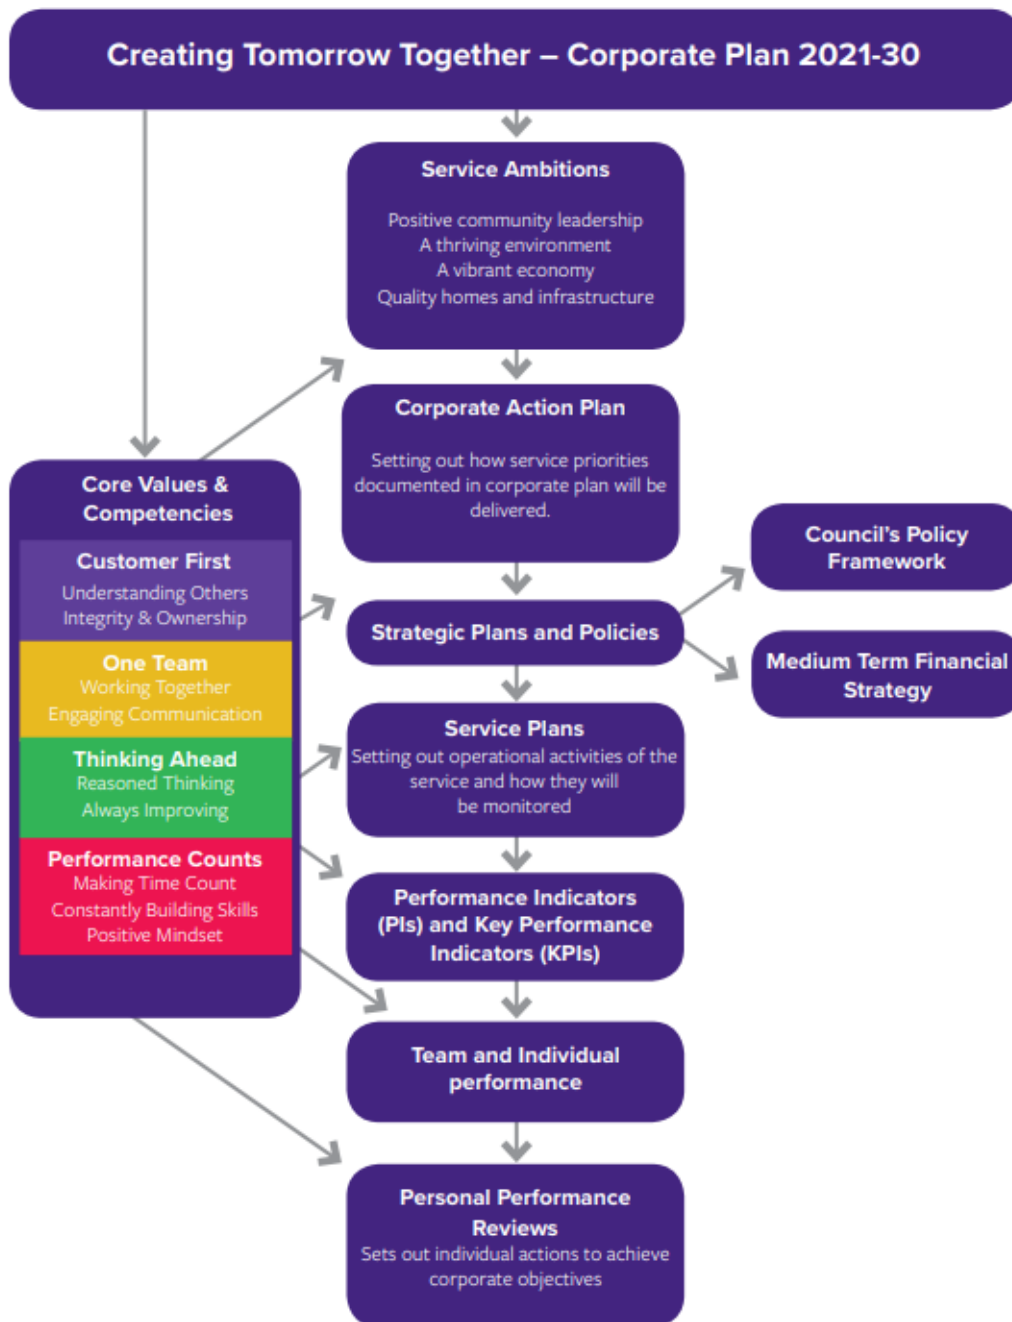 Creating Tomorrow Together – Corporate Plan 2021-30
Service Ambitions
Positive community leadership
A thriving environment
A vibrant economy
Quality homes and infrastructure
Corporate Action Plan
Setting out how service priorities
documented in corporate plan will be
delivered.
Core Values &
Competencies
Customer First
Understanding Others
Integrity & Ownership
One Team
Working Together
Engaging Communication
Thinking Ahead
Reasoned Thinking
Always Improving
Performance Counts
Making Time Count
Constantly Building Skills
Positive Mindset
Strategic Plans and Policies
Council's Policy
Framework
Medium Term Financial
Strategy
Service Plans
Setting out operational activities of the
service and how they will
be monitored
Performance Indicators
(PIs) and Key Performance
Indicators (KPIs)
Team and Individual
performance
Personal Performance
Reviews
Sets out individual actions to achieve
corporate objectives